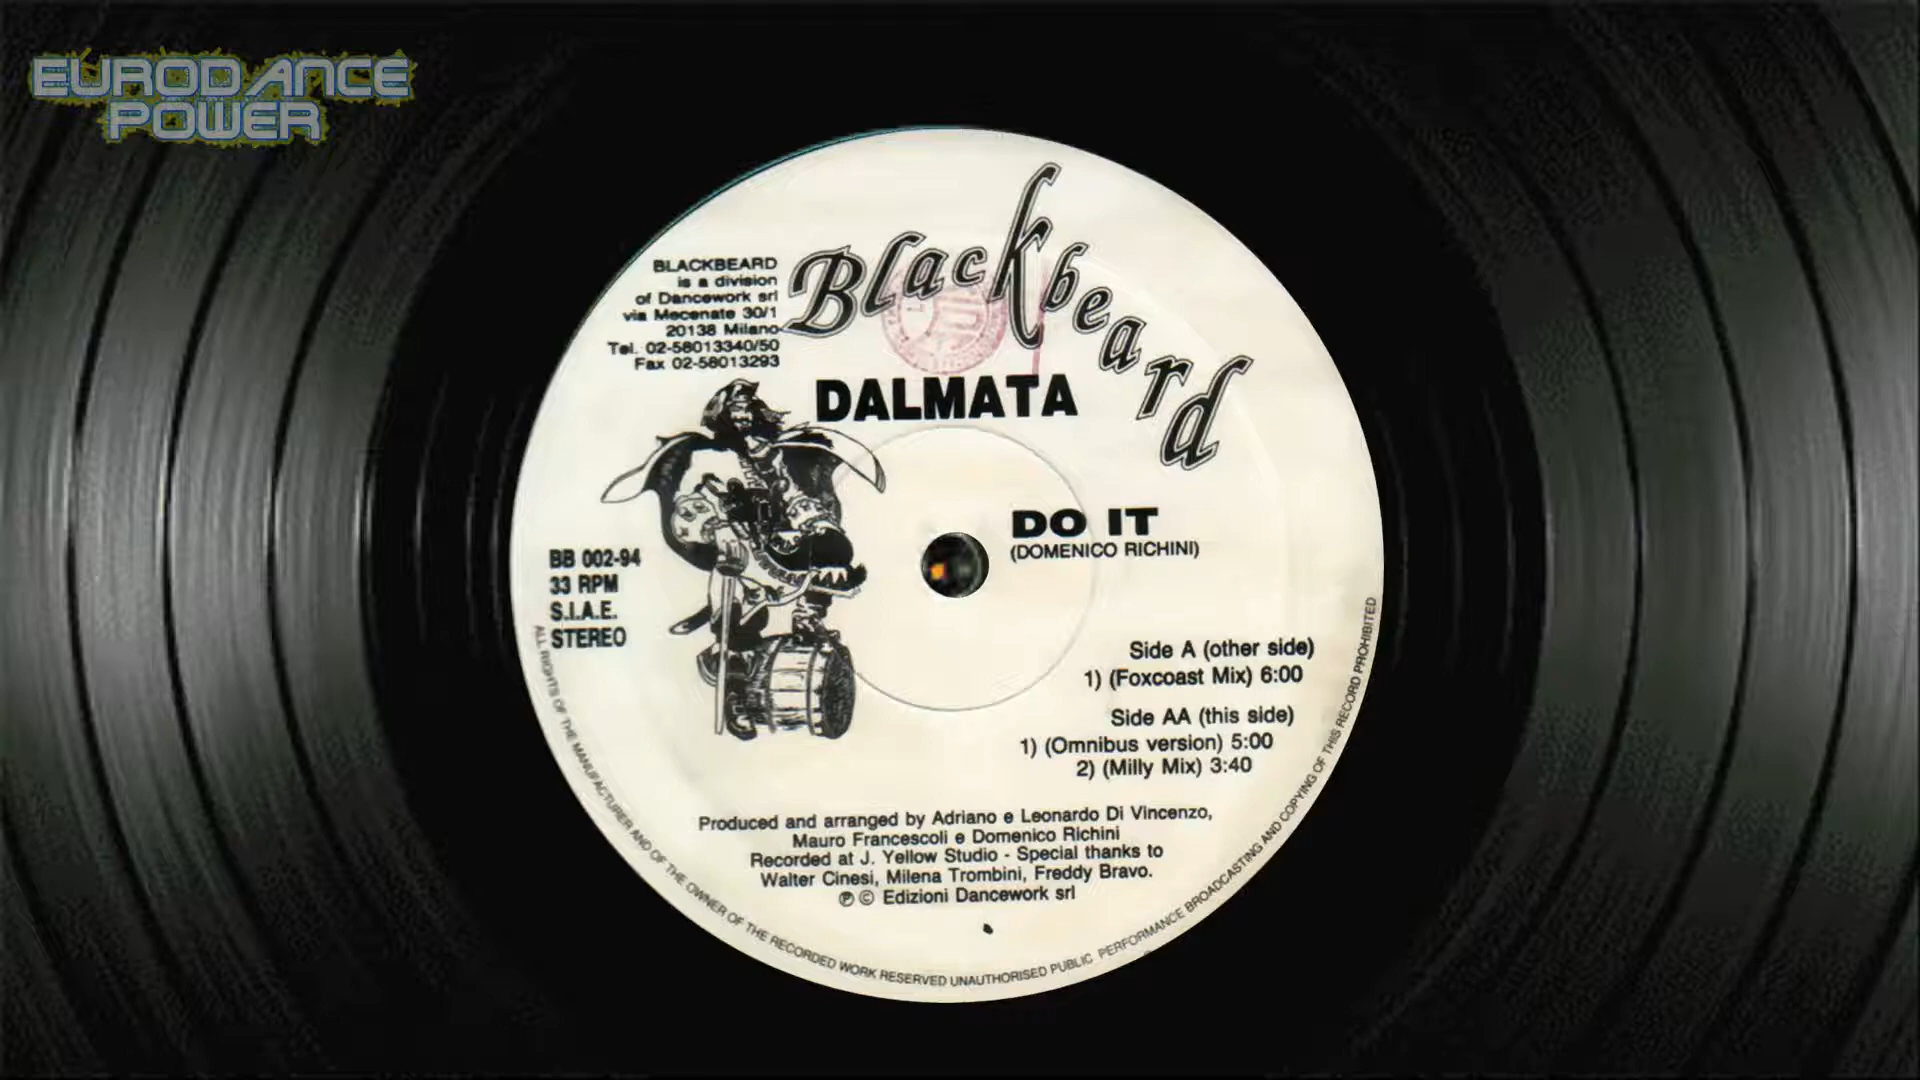 EURODANCE
POWER
Blackbeard
BLACKBEARD
is a division
of Dancework srl
via Mecenate 30/1
20138 Milano
Tel. 02-58013340/50
Fax 02-58013293
DALMATA
DO IT
(DOMENICO RICHINI)
BB 002-94
33 RPM
S.I.A.E.
STEREO
Side A (other side)
1) (Foxcoast Mix) 6:00
Side AA (this side)
1) (Omnibus version) 5:00
2) (Milly Mix) 3:40
Produced and arranged by Adriano e Leonardo Di Vincenzo,
Mauro Francescoli e Domenico Richini
Recorded at J. Yellow Studio - Special thanks to
Walter Cinesi, Milena Trombini, Freddy Bravo.
℗ © Edizioni Dancework srl
ALL RIGHTS OF THE MANUFACTURER AND OF THE OWNER OF THE RECORDED WORK RESERVED UNAUTHORISED PUBLIC PERFORMANCE BROADCASTING AND COPYING OF THIS RECORD PROHIBITED